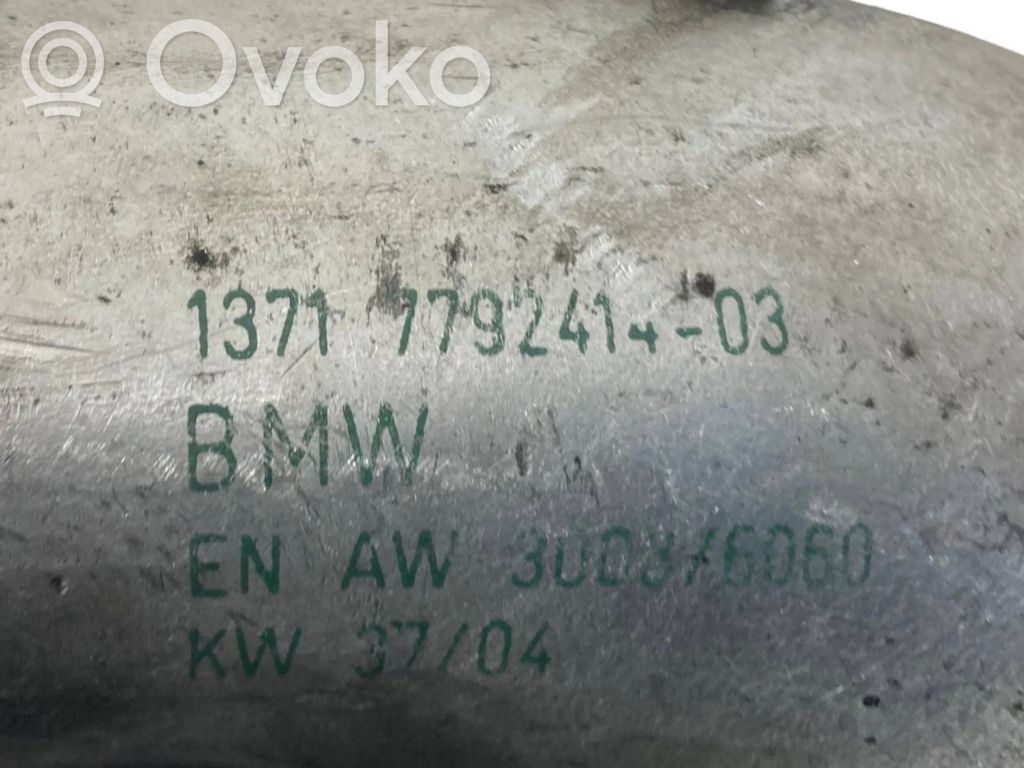 Ovoko
1371 7792414-03
BMW
EN AW 3003/6060
KW 37/04